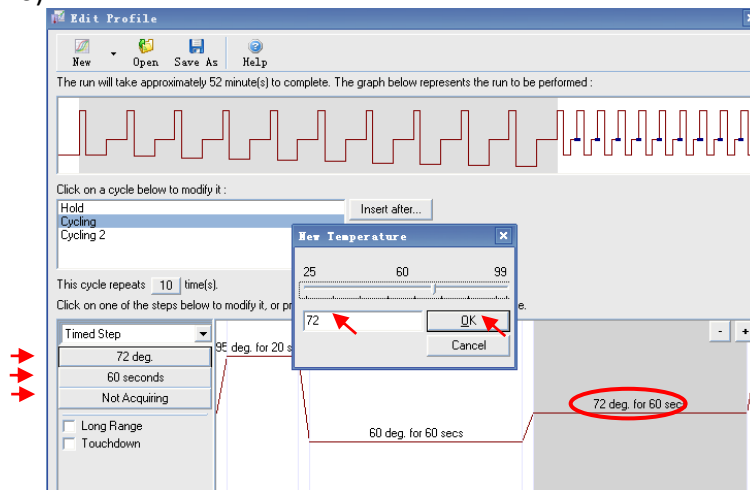 Edit Profile
New Open Save As Help
The run will take approximately 52 minute(s) to complete. The graph below represents the run to be performed :
Click on a cycle below to modify it :
Hold
Cycling
Cycling 2
Insert after...
New Temperature
25 60 99
72
OK
Cancel
This cycle repeats 10 time(s).
Click on one of the steps below to modify it, or pr
e.
Timed Step
72 deg.
60 seconds
Not Acquiring
Long Range
Touchdown
95 deg. for 20 s
60 deg. for 60 secs
72 deg. for 60 sec
- +